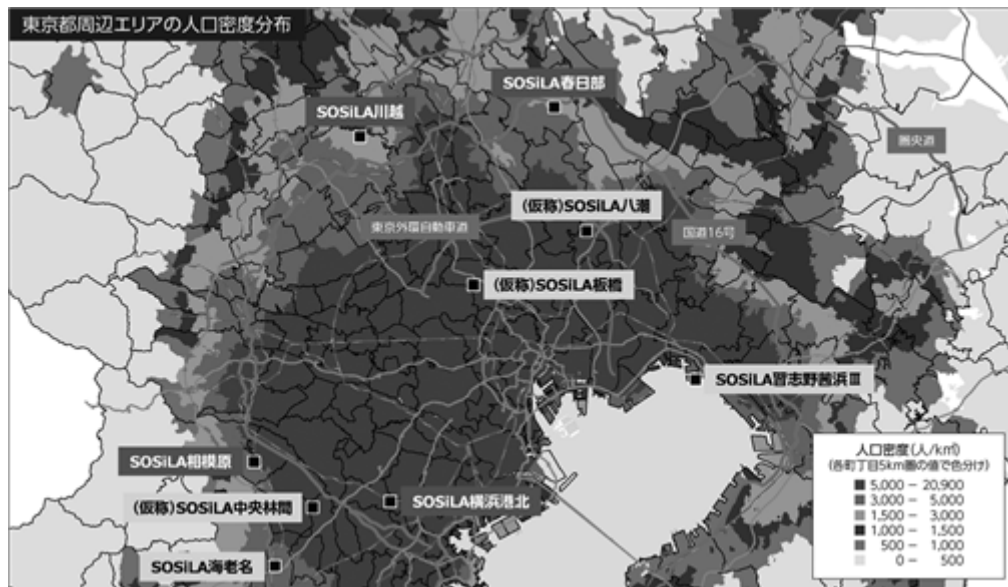 東京都周辺エリアの人口密度分布
SOSiLA春日部
SOSiLA川越
圏央道
(仮称)SOSiLA八潮
東京外環自動車道
国道16号
(仮称)SOSiLA板橋
SOSiLA習志野茜浜Ⅲ
SOSiLA相模原
SOSiLA横浜港北
(仮称)SOSiLA中央林間
SOSiLA海老名
人口密度(人/km²)
(各町丁目5km圏の値で色分け)
5,000 − 20,900
3,000 − 5,000
1,500 − 3,000
1,000 − 1,500
500 − 1,000
0 − 500